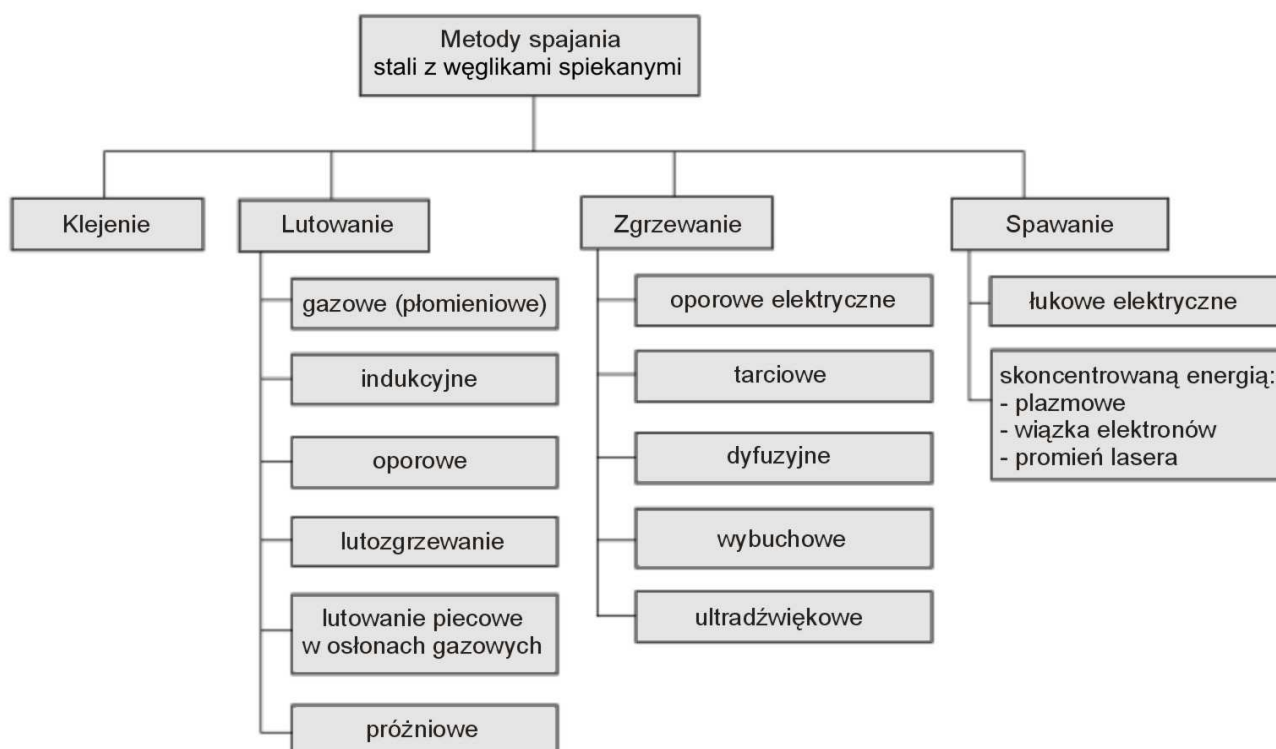 Metody spajania
stali z węglikami spiekanymi
Klejenie
Lutowanie
gazowe (płomieniowe)
indukcyjne
oporowe
lutozgrzewanie
lutowanie piecowe
w osłonach gazowych
próżniowe
Zgrzewanie
oporowe elektryczne
tarciowe
dyfuzyjne
wybuchowe
ultradźwiękowe
Spawanie
łukowe elektryczne
skoncentrowaną energią:
- plazmowe
- wiązka elektronów
- promień lasera